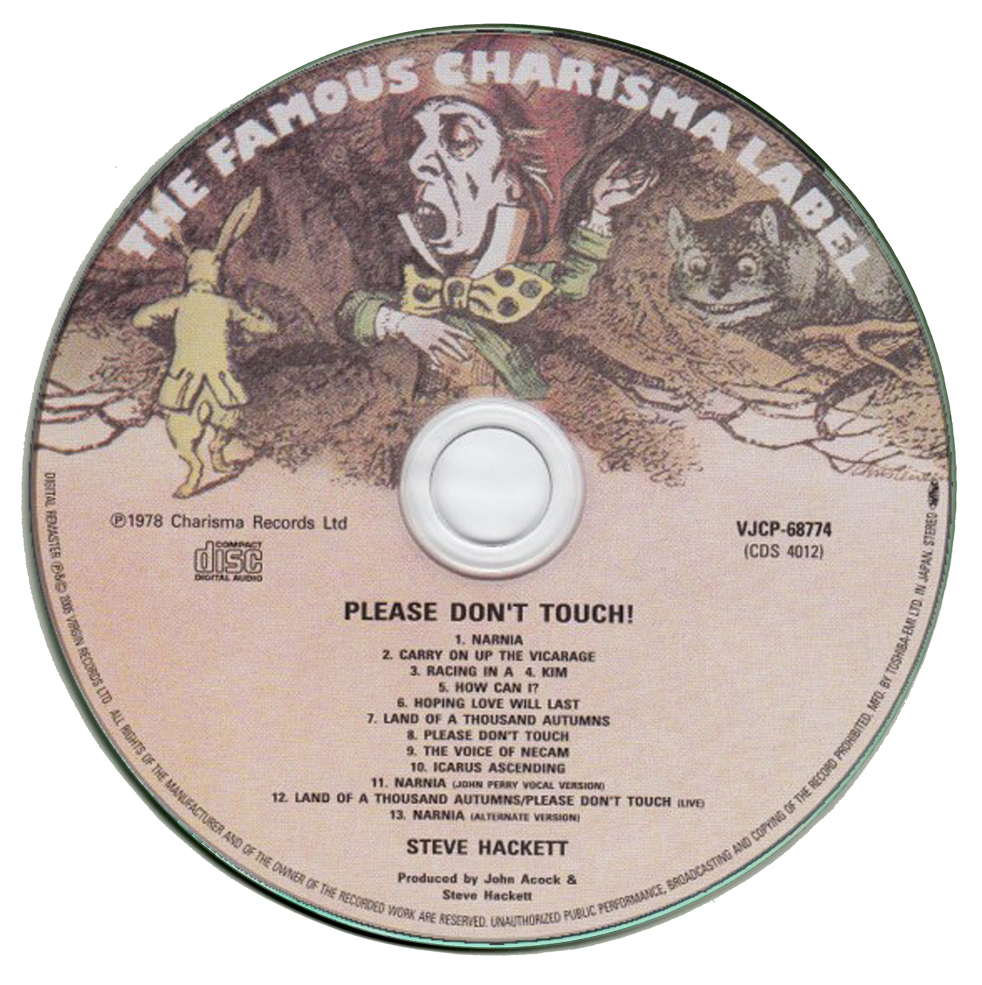 THE FAMOUS CHARISMA LABEL
℗1978 Charisma Records Ltd
COMPACT
disc
DIGITAL AUDIO
VJCP-68774
(CDS 4012)
PLEASE DON'T TOUCH!
1. NARNIA
2. CARRY ON UP THE VICARAGE
3. RACING IN A 4. KIM
5. HOW CAN I?
6. HOPING LOVE WILL LAST
7. LAND OF A THOUSAND AUTUMNS
8. PLEASE DON'T TOUCH
9. THE VOICE OF NECAM
10. ICARUS ASCENDING
11. NARNIA (JOHN PERRY VOCAL VERSION)
12. LAND OF A THOUSAND AUTUMNS/PLEASE DON'T TOUCH (LIVE)
13. NARNIA (ALTERNATE VERSION)
STEVE HACKETT
Produced by John Acock &
Steve Hackett
DIGITAL REMASTER ℗&© 2005 VIRGIN RECORDS LTD. ALL RIGHTS OF THE MANUFACTURER AND OF THE OWNER OF THE RECORDED WORK ARE RESERVED. UNAUTHORIZED PUBLIC PERFORMANCE, BROADCASTING AND COPYING OF THE RECORD PROHIBITED. MFD. BY TOSHIBA-EMI LTD. IN JAPAN. STEREO